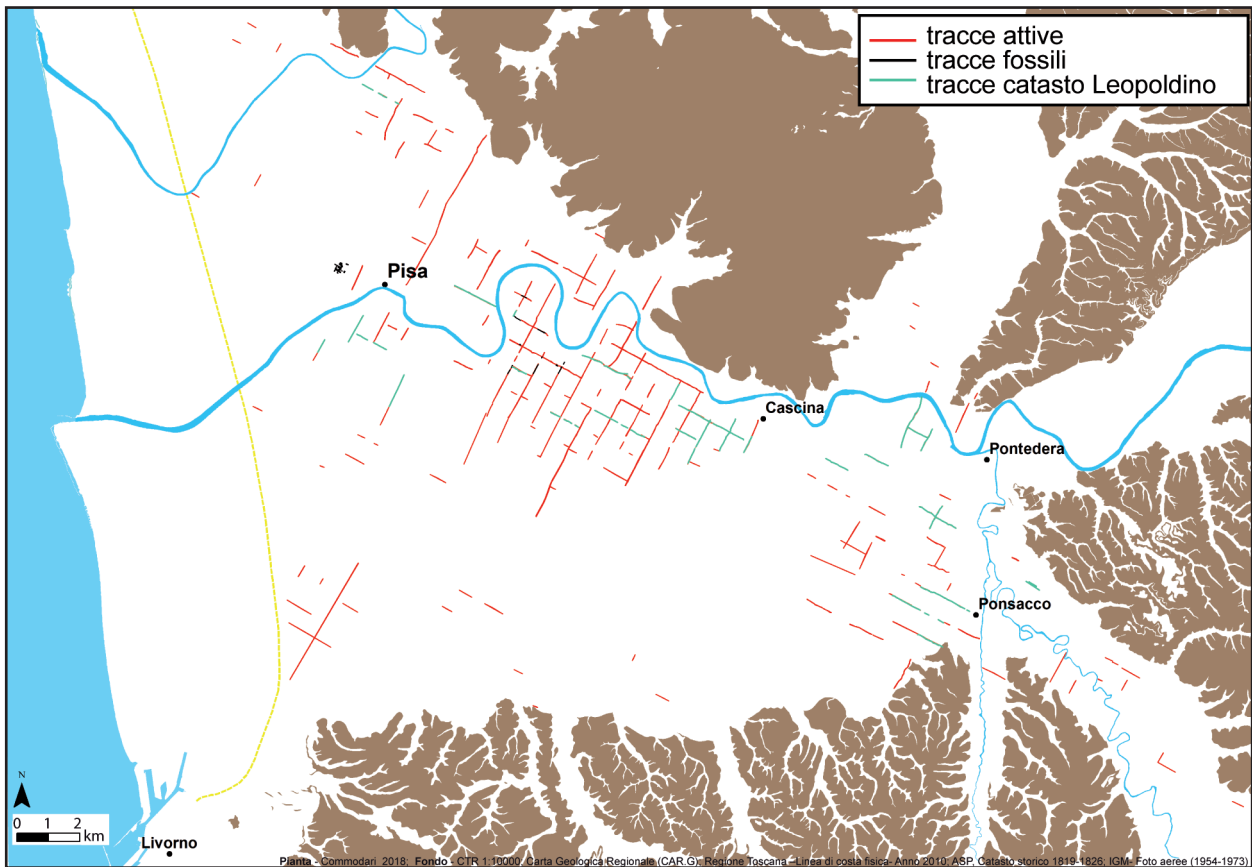 tracce attive
tracce fossili
tracce catasto Leopoldino
Pisa
Cascina
Pontedera
Ponsacco
N
0 1 2 km
Livorno
Pianta - Commodari 2018; Fondo - CTR 1:10000; Carta Geologica Regionale (CAR.G); Regione Toscana - Linea di costa fisica- Anno 2010, ASP, Catasto storico 1819-1826; IGM- Foto aeree (1954-1973)